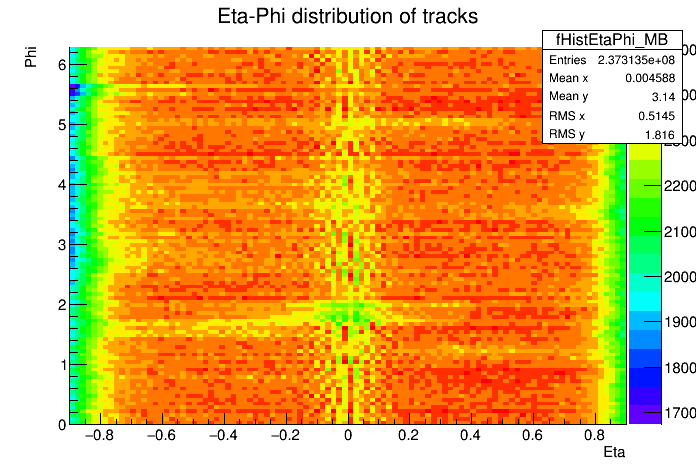 Eta-Phi distribution of tracks
fHistEtaPhi_MB
Entries 2.373135e+08
Mean x 0.004588
Mean y 3.14
RMS x 0.5145
RMS y 1.816
Phi
6
5
4
3
2
1
0
2200
2100
2000
1900
1800
1700
−0.8 −0.6 −0.4 −0.2 0 0.2 0.4 0.6 0.8
Eta